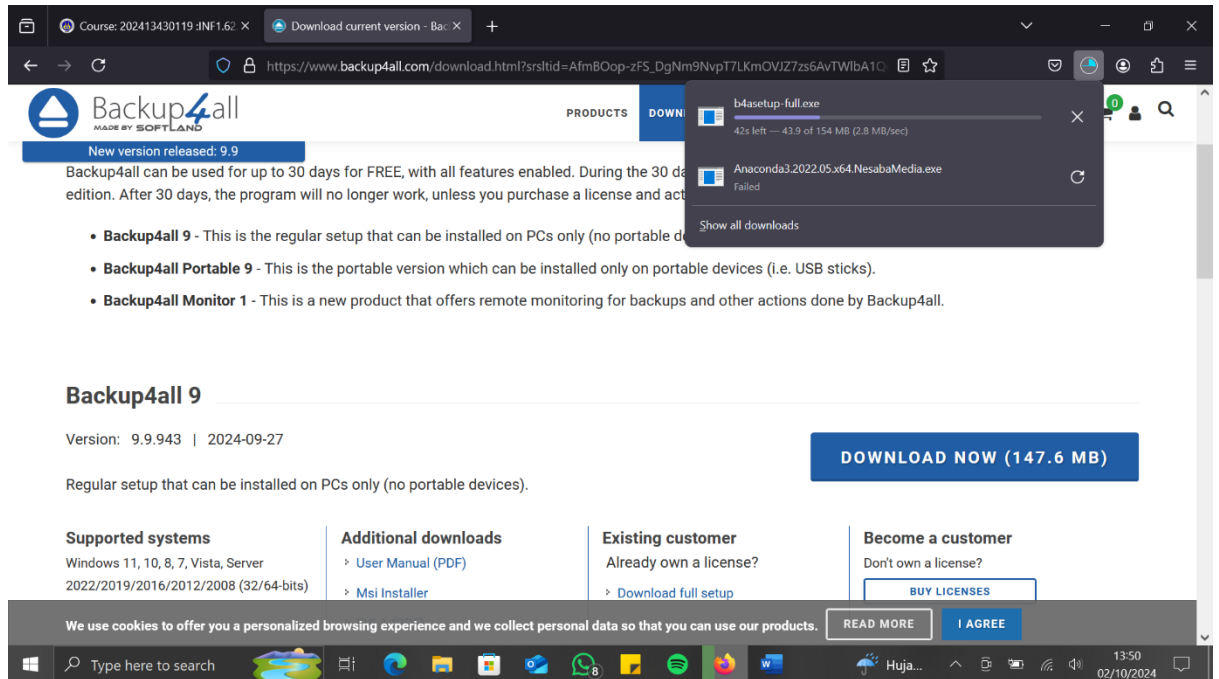 Course: 202413430119 :INF1.62
Download current version - Bac
https://www.backup4all.com/download.html?srsltid=AfmBOop-zFS_DgNm9NvpT7LKmOVJZ7zs6AvTWlbA1Q
Backup4all
MADE BY SOFTLAND
PRODUCTS
DOWN
0
New version released: 9.9
b4asetup-full.exe
42s left — 43.9 of 154 MB (2.8 MB/sec)
Anaconda3.2022.05.x64.NesabaMedia.exe
Failed
Show all downloads
Backup4all can be used for up to 30 days for FREE, with all features enabled. During the 30 da
edition. After 30 days, the program will no longer work, unless you purchase a license and act
• Backup4all 9 - This is the regular setup that can be installed on PCs only (no portable d
• Backup4all Portable 9 - This is the portable version which can be installed only on portable devices (i.e. USB sticks).
• Backup4all Monitor 1 - This is a new product that offers remote monitoring for backups and other actions done by Backup4all.
Backup4all 9
Version: 9.9.943 | 2024-09-27
DOWNLOAD NOW (147.6 MB)
Regular setup that can be installed on PCs only (no portable devices).
Supported systems
Windows 11, 10, 8, 7, Vista, Server
2022/2019/2016/2012/2008 (32/64-bits)
Additional downloads
User Manual (PDF)
Msi Installer
Existing customer
Already own a license?
Download full setup
Become a customer
Don't own a license?
BUY LICENSES
We use cookies to offer you a personalized browsing experience and we collect personal data so that you can use our products.
READ MORE
I AGREE
Type here to search
8
Huja...
13:50
02/10/2024